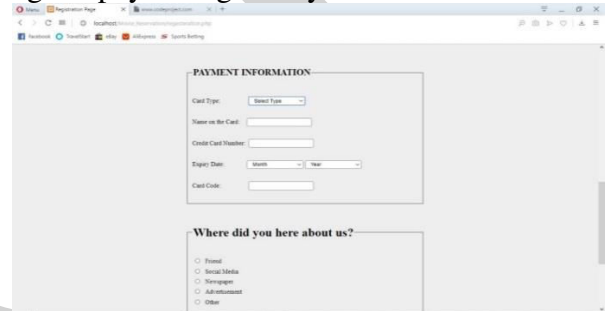 Menu Registration Page www.codeproject.com
localhost
Facebook TravelStart eBay AliExpress Sports Betting
PAYMENT INFORMATION
Card Type: Select Type
Name on the Card:
Credit Card Number:
Expiry Date: Month Year
Card Code:
Where did you here about us?
Friend
Social Media
Newspaper
Advertisement
Other